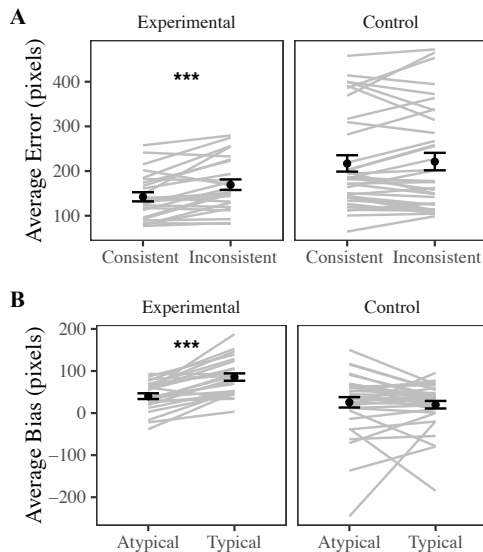 A
Experimental
Control
Average Error (pixels)
400
300
200
100
***
Consistent
Inconsistent
Consistent
Inconsistent
B
Experimental
Control
Average Bias (pixels)
200
100
0
−100
−200
***
Atypical
Typical
Atypical
Typical